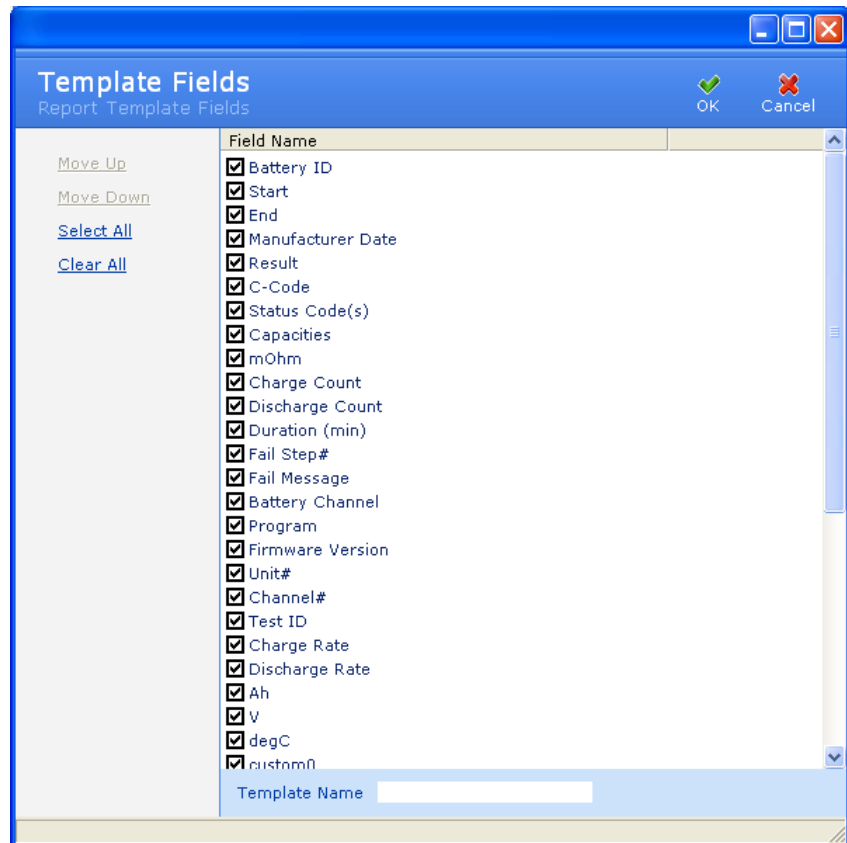 Template Fields
Report Template Fields
OK
Cancel
Move Up
Move Down
Select All
Clear All
Field Name
Battery ID
Start
End
Manufacturer Date
Result
C-Code
Status Code(s)
Capacities
mOhm
Charge Count
Discharge Count
Duration (min)
Fail Step#
Fail Message
Battery Channel
Program
Firmware Version
Unit#
Channel#
Test ID
Charge Rate
Discharge Rate
Ah
V
degC
custom0
Template Name